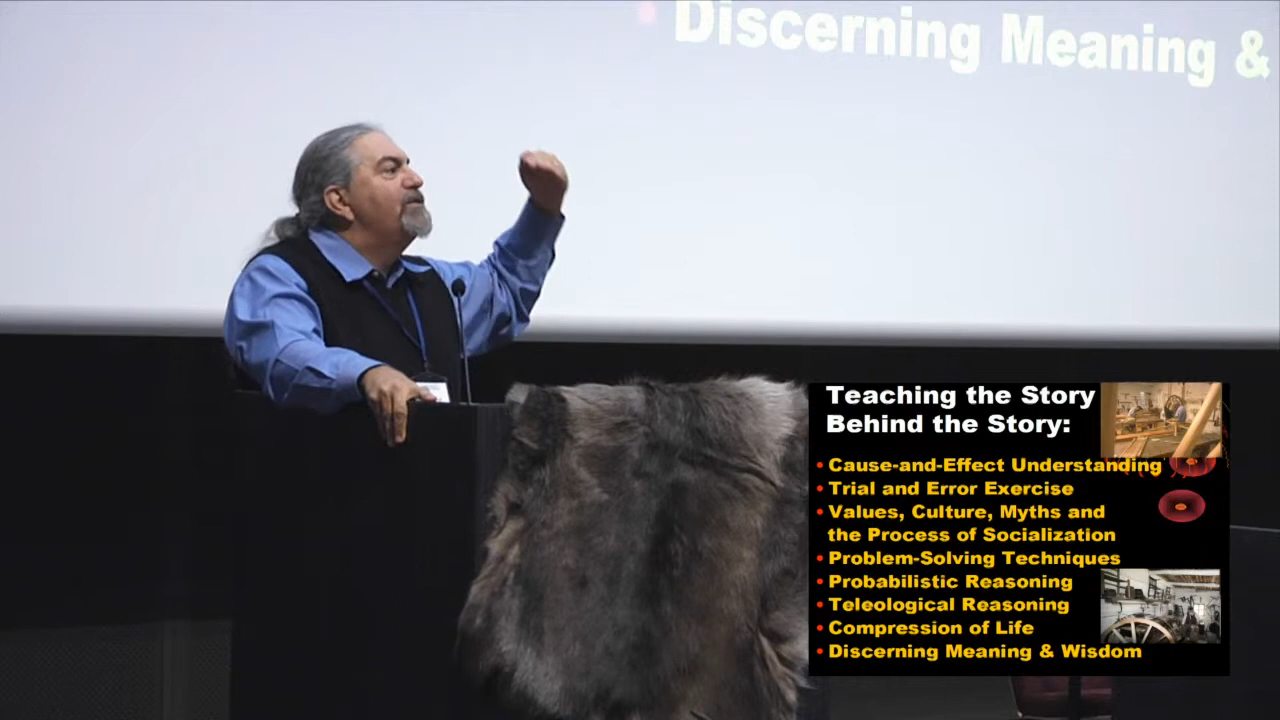 Discerning Meaning &
Teaching the Story
Behind the Story:
• Cause-and-Effect Understanding
• Trial and Error Exercise
• Values, Culture, Myths and
the Process of Socialization
• Problem-Solving Techniques
• Probabilistic Reasoning
• Teleological Reasoning
• Compression of Life
• Discerning Meaning & Wisdom